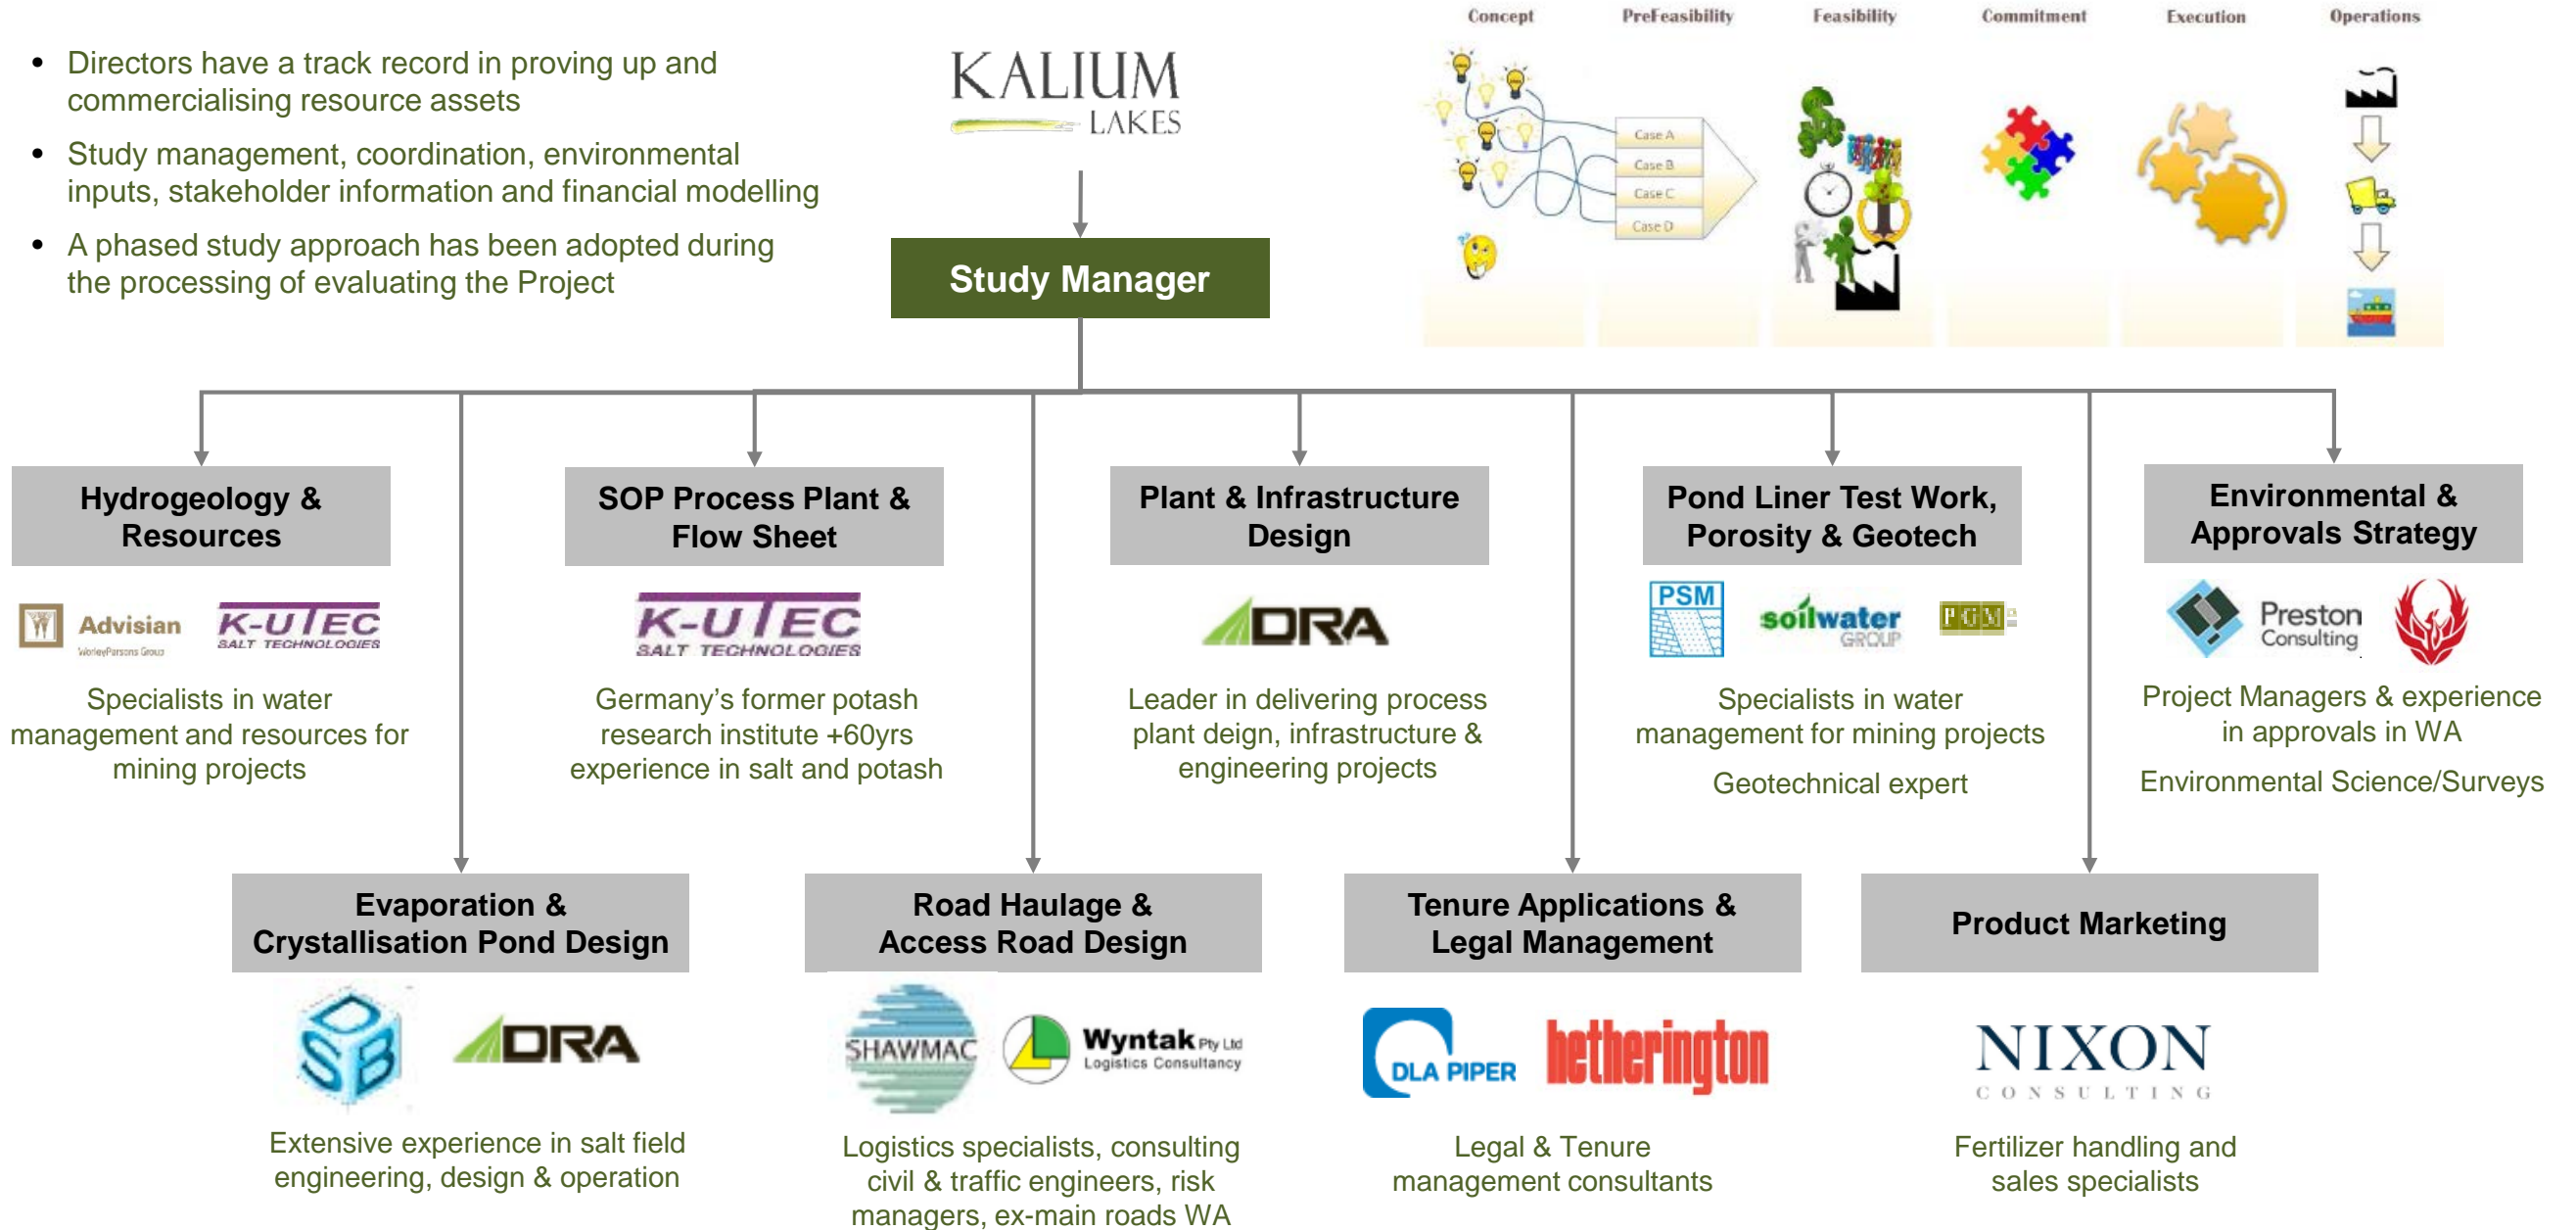 • Directors have a track record in proving up and
commercialising resource assets
• Study management, coordination, environmental
inputs, stakeholder information and financial modelling
• A phased study approach has been adopted during
the processing of evaluating the Project
KALIUM
LAKES
Concept
PreFeasibility
Feasibility
Commitment
Execution
Operations
Case A
Case B
Case C
Case D
Study Manager
Hydrogeology &
Resources
Advisian
WorleyParsons Group
K-UTEC
SALT TECHNOLOGIES
Specialists in water
management and resources for
mining projects
SOP Process Plant &
Flow Sheet
K-UTEC
SALT TECHNOLOGIES
Germany's former potash
research institute +60yrs
experience in salt and potash
Plant & Infrastructure
Design
DRA
Leader in delivering process
plant deign, infrastructure &
engineering projects
Pond Liner Test Work,
Porosity & Geotech
PSM
soilwater
GROUP
Specialists in water
management for mining projects
Geotechnical expert
Environmental &
Approvals Strategy
Preston
Consulting
Project Managers & experience
in approvals in WA
Environmental Science/Surveys
Evaporation &
Crystallisation Pond Design
DSB
DRA
Extensive experience in salt field
engineering, design & operation
Road Haulage &
Access Road Design
SHAWMAC
Wyntak Pty Ltd
Logistics Consultancy
Logistics specialists, consulting
civil & traffic engineers, risk
managers, ex-main roads WA
Tenure Applications &
Legal Management
DLA PIPER
hetherington
Legal & Tenure
management consultants
Product Marketing
NIXON
CONSULTING
Fertilizer handling and
sales specialists